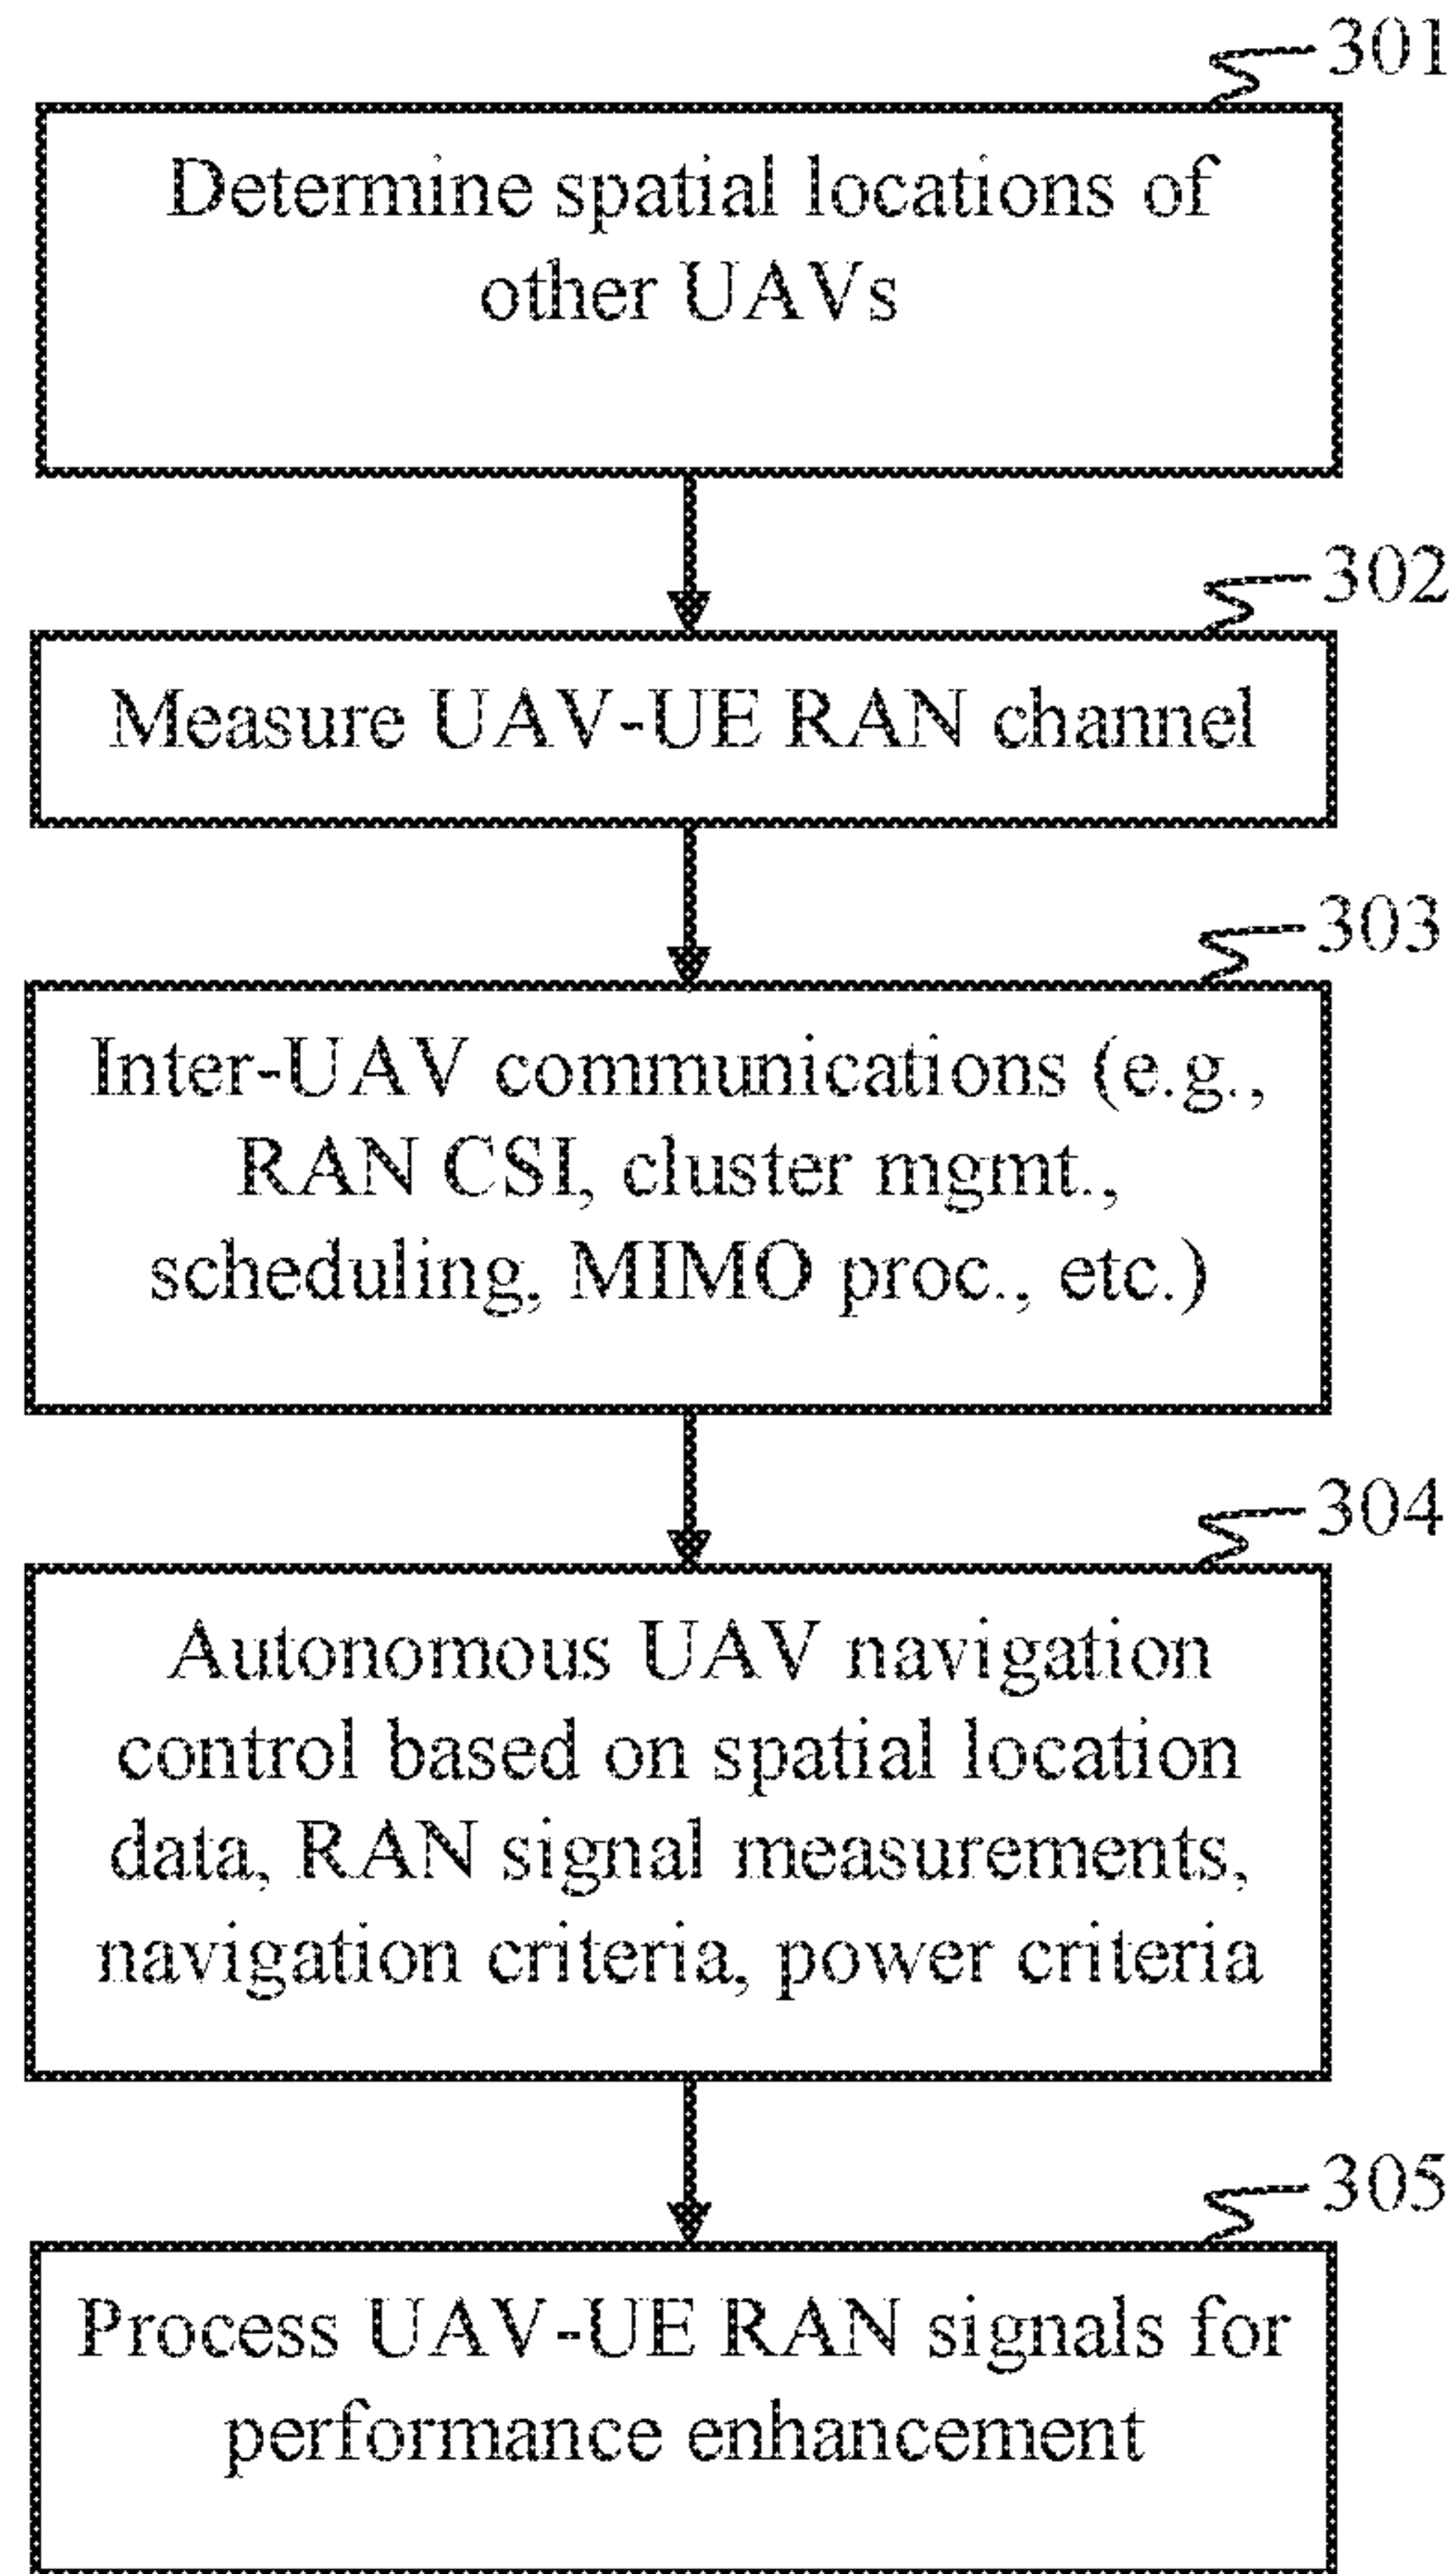 301
Determine spatial locations of
other UAVs
302
Measure UAV-UE RAN channel
303
Inter-UAV communications (e.g.,
RAN CSI, cluster mgmt.,
scheduling, MIMO proc., etc.)
304
Autonomous UAV navigation
control based on spatial location
data, RAN signal measurements,
navigation criteria, power criteria
305
Process UAV-UE RAN signals for
performance enhancement